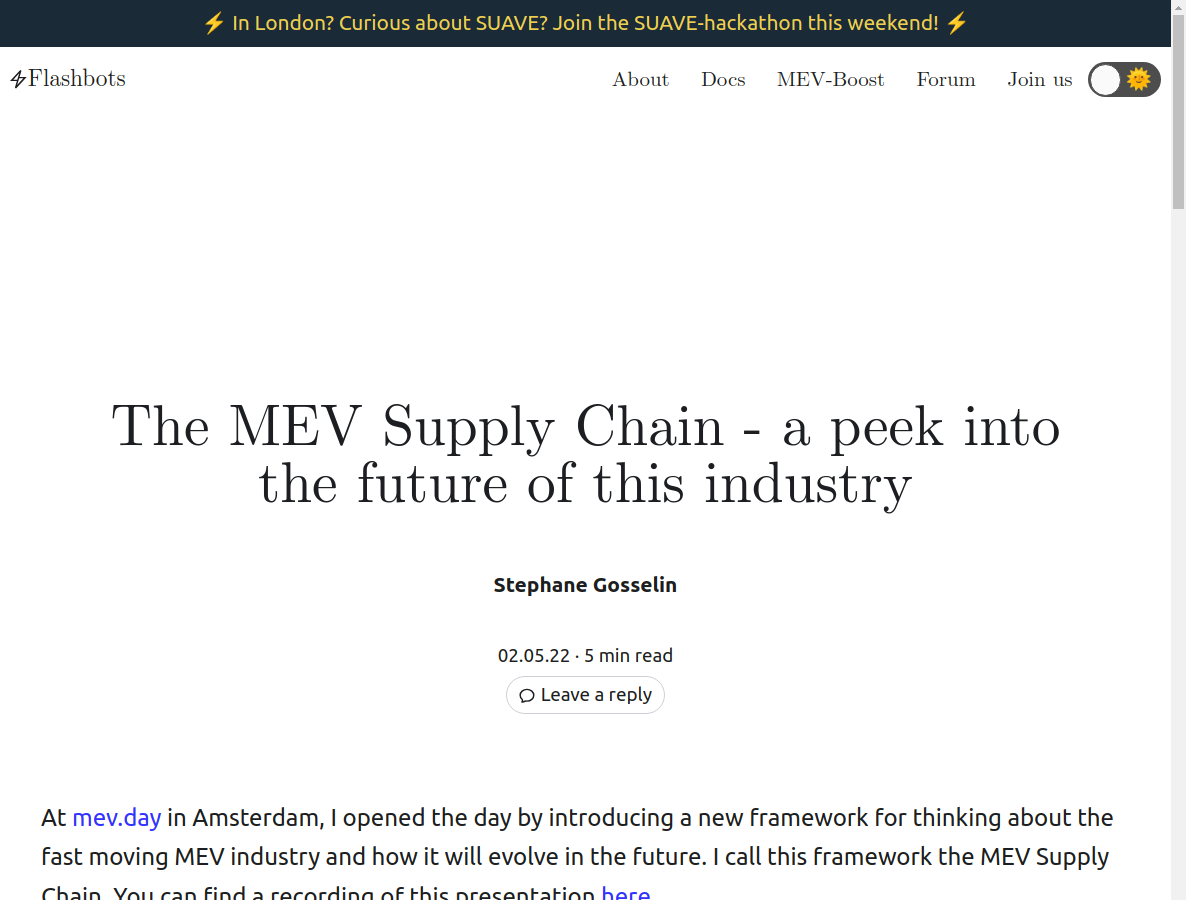 ⚡ In London? Curious about SUAVE? Join the SUAVE-hackathon this weekend! ⚡
Flashbots About Docs MEV-Boost Forum Join us
The MEV Supply Chain - a peek into
the future of this industry
Stephane Gosselin
02.05.22 · 5 min read
Leave a reply
At mev.day in Amsterdam, I opened the day by introducing a new framework for thinking about the
fast moving MEV industry and how it will evolve in the future. I call this framework the MEV Supply
Chain. You can find a recording of this presentation here